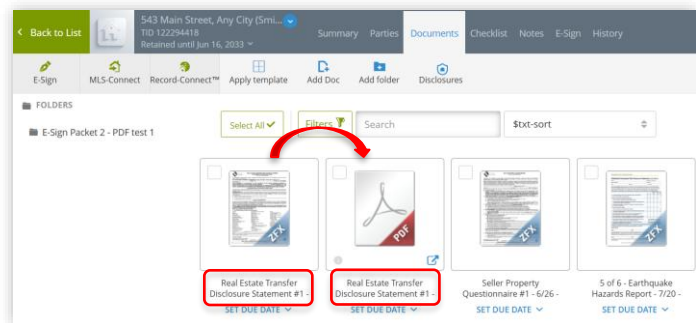 Back to List
543 Main Street, Any City (Smi...
TID 122294418
Retained until Jun 16, 2033
Summary Parties Documents Checklist Notes E-Sign History
E-Sign MLS-Connect Record-Connect™ Apply template Add Doc Add folder Disclosures
FOLDERS
E-Sign Packet 2 - PDF test 1
Select All Filters Search $txt-sort
ZFX PDF ZFX ZFX
Real Estate Transfer Real Estate Transfer Seller Property 5 of 6 - Earthquake
Disclosure Statement #1 - Disclosure Statement #1 - Questionnaire #1 - 6/26 - Hazards Report - 7/20 -
SET DUE DATE SET DUE DATE SET DUE DATE SET DUE DATE